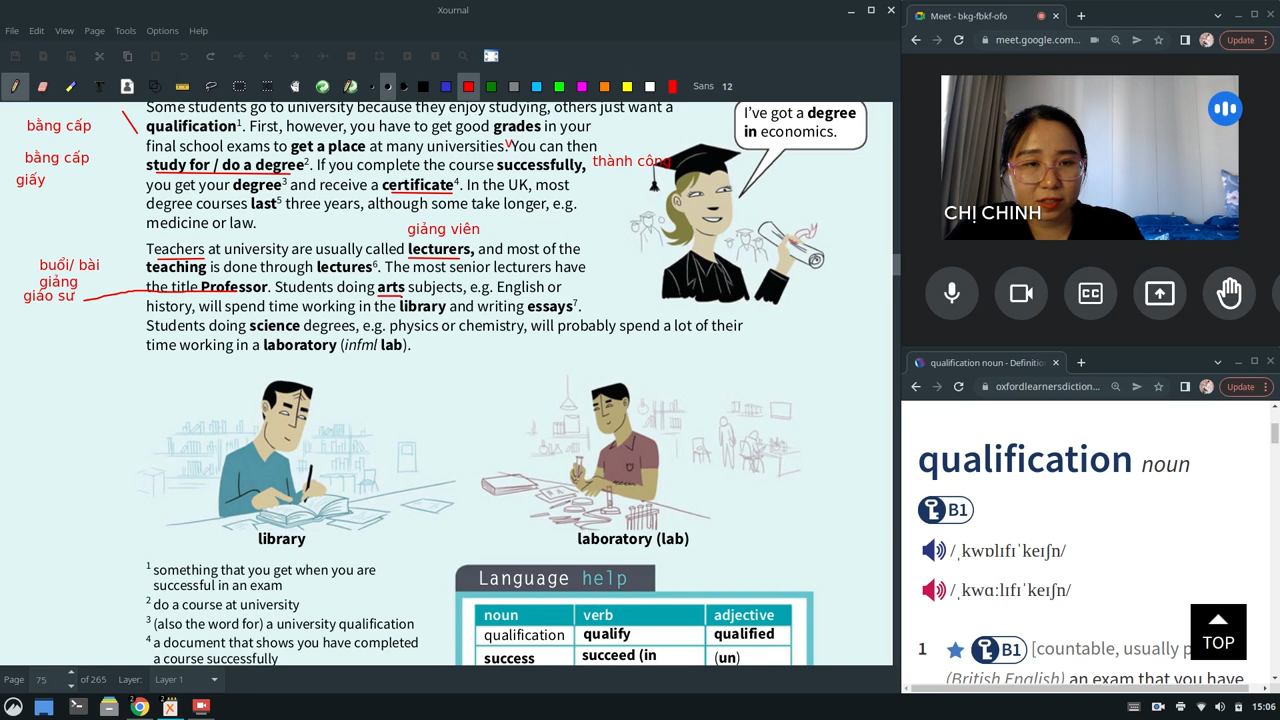 Xournal
File Edit View Page Tools Options Help
Sans 12
Some students go to university because they enjoy studying, others just want a
qualification¹. First, however, you have to get good grades in your
final school exams to get a place at many universities. You can then
study for / do a degree². If you complete the course successfully,
you get your degree³ and receive a certificate⁴. In the UK, most
degree courses last⁵ three years, although some take longer, e.g.
medicine or law.
Teachers at university are usually called lecturers, and most of the
teaching is done through lectures⁶. The most senior lecturers have
the title Professor. Students doing arts subjects, e.g. English or
history, will spend time working in the library and writing essays⁷.
Students doing science degrees, e.g. physics or chemistry, will probably spend a lot of their
time working in a laboratory (infml lab).
bằng cấp
bằng cấp
giấy
v
thành công
giảng viên
buổi/ bài
giảng
giáo sư
I've got a degree
in economics.
library
laboratory (lab)
¹ something that you get when you are
successful in an exam
² do a course at university
³ (also the word for) a university qualification
⁴ a document that shows you have completed
a course successfully
Language help
noun verb adjective
qualification qualify qualified
success succeed (in (un)
Page 75 of 265 Layer: Layer 1
Meet - bkg-fbkf-ofo
meet.google.com...
Update
CHỊ CHINH
CC
qualification noun - Definitio
oxfordlearnersdiction...
Update
qualification noun
B1
/ˌkwɒlɪfɪˈkeɪʃn/
/ˌkwɑːlɪfɪˈkeɪʃn/
TOP
1 B1 [countable, usually p
(British English) an exam that you have
2 2
15:06